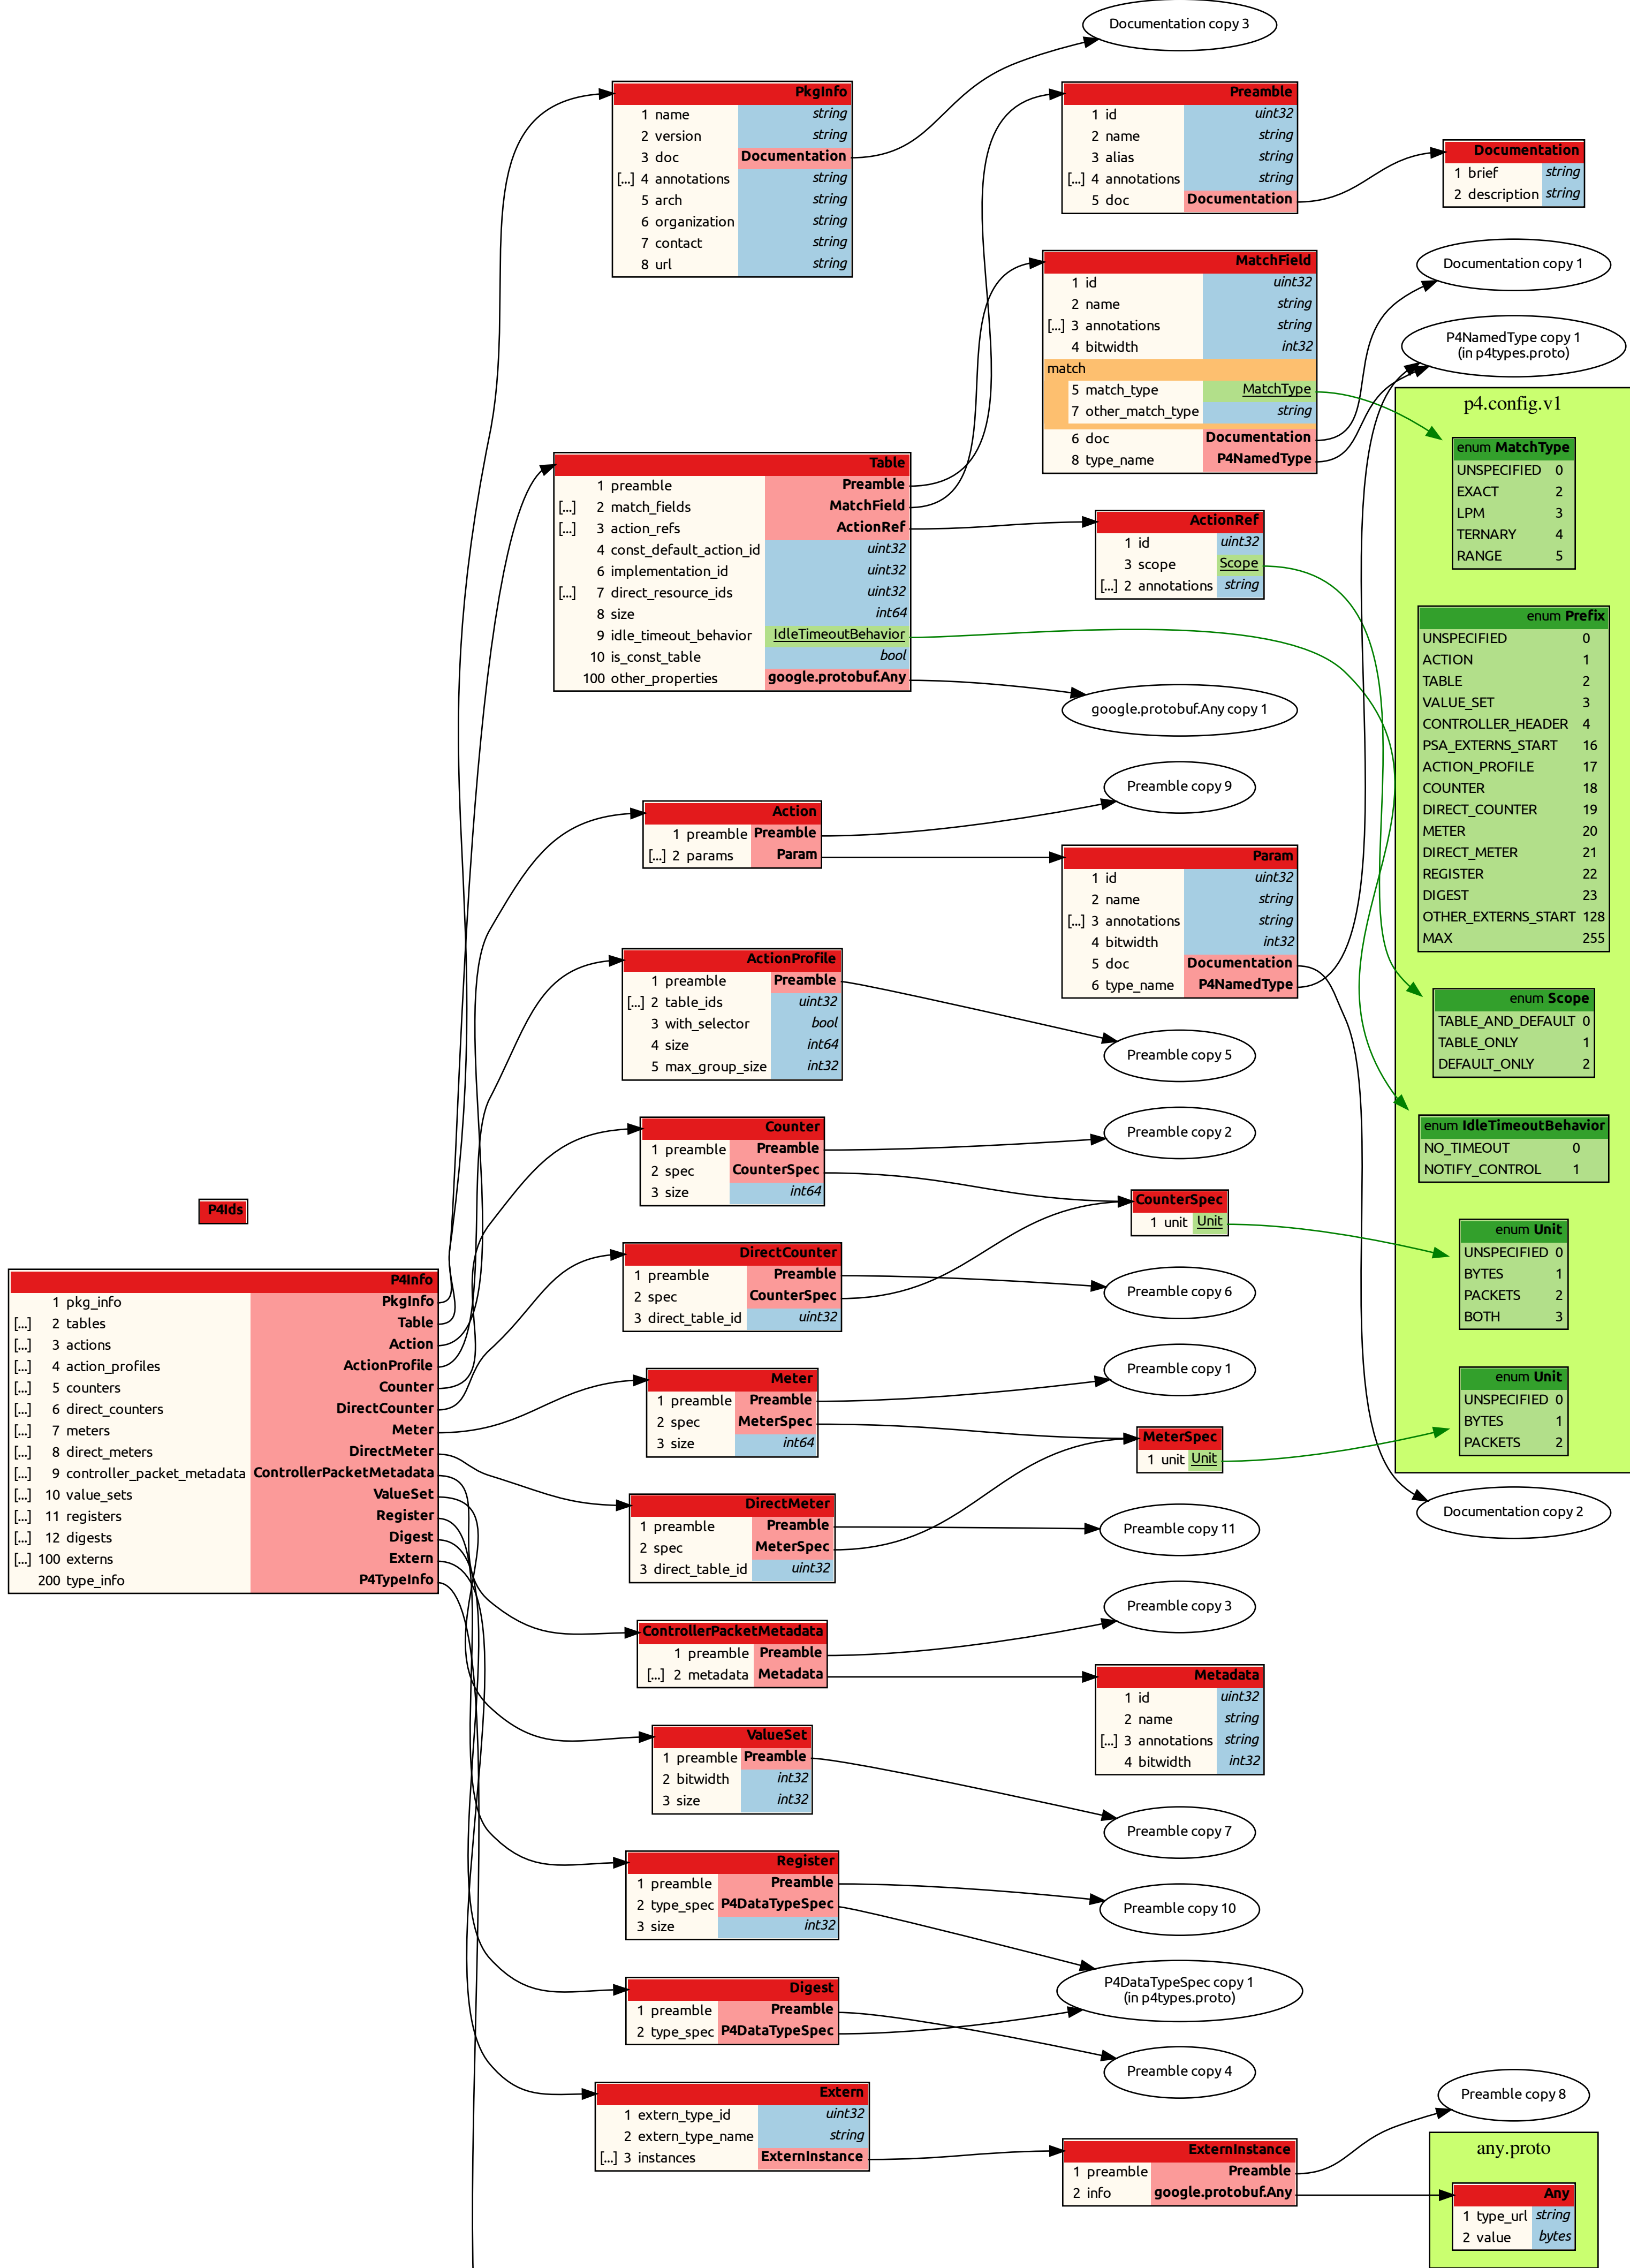 Documentation copy 3
PkgInfo
1 name string
2 version string
3 doc Documentation
[...] 4 annotations string
5 arch string
6 organization string
7 contact string
8 url string
Preamble
1 id uint32
2 name string
3 alias string
[...] 4 annotations string
5 doc Documentation
Documentation
1 brief string
2 description string
MatchField
1 id uint32
2 name string
[...] 3 annotations string
4 bitwidth int32
match
5 match_type MatchType
7 other_match_type string
6 doc Documentation
8 type_name P4NamedType
Documentation copy 1
P4NamedType copy 1
(in p4types.proto)
p4.config.v1
enum MatchType
UNSPECIFIED 0
EXACT 2
LPM 3
TERNARY 4
RANGE 5
Table
1 preamble Preamble
[...] 2 match_fields MatchField
[...] 3 action_refs ActionRef
4 const_default_action_id uint32
6 implementation_id uint32
[...] 7 direct_resource_ids uint32
8 size int64
9 idle_timeout_behavior IdleTimeoutBehavior
10 is_const_table bool
100 other_properties google.protobuf.Any
ActionRef
1 id uint32
3 scope Scope
[...] 2 annotations string
google.protobuf.Any copy 1
enum Prefix
UNSPECIFIED 0
ACTION 1
TABLE 2
VALUE_SET 3
CONTROLLER_HEADER 4
PSA_EXTERNS_START 16
ACTION_PROFILE 17
COUNTER 18
DIRECT_COUNTER 19
METER 20
DIRECT_METER 21
REGISTER 22
DIGEST 23
OTHER_EXTERNS_START 128
MAX 255
Action
1 preamble Preamble
[...] 2 params Param
Preamble copy 9
Param
1 id uint32
2 name string
[...] 3 annotations string
4 bitwidth int32
5 doc Documentation
6 type_name P4NamedType
ActionProfile
1 preamble Preamble
[...] 2 table_ids uint32
3 with_selector bool
4 size int64
5 max_group_size int32
Preamble copy 5
enum Scope
TABLE_AND_DEFAULT 0
TABLE_ONLY 1
DEFAULT_ONLY 2
Counter
1 preamble Preamble
2 spec CounterSpec
3 size int64
Preamble copy 2
enum IdleTimeoutBehavior
NO_TIMEOUT 0
NOTIFY_CONTROL 1
P4Ids
CounterSpec
1 unit Unit
enum Unit
UNSPECIFIED 0
BYTES 1
PACKETS 2
BOTH 3
DirectCounter
1 preamble Preamble
2 spec CounterSpec
3 direct_table_id uint32
Preamble copy 6
P4Info
1 pkg_info PkgInfo
[...] 2 tables Table
[...] 3 actions Action
[...] 4 action_profiles ActionProfile
[...] 5 counters Counter
[...] 6 direct_counters DirectCounter
[...] 7 meters Meter
[...] 8 direct_meters DirectMeter
[...] 9 controller_packet_metadata ControllerPacketMetadata
[...] 10 value_sets ValueSet
[...] 11 registers Register
[...] 12 digests Digest
[...] 100 externs Extern
200 type_info P4TypeInfo
Meter
1 preamble Preamble
2 spec MeterSpec
3 size int64
Preamble copy 1
enum Unit
UNSPECIFIED 0
BYTES 1
PACKETS 2
MeterSpec
1 unit Unit
DirectMeter
1 preamble Preamble
2 spec MeterSpec
3 direct_table_id uint32
Preamble copy 11
Documentation copy 2
ControllerPacketMetadata
1 preamble Preamble
[...] 2 metadata Metadata
Preamble copy 3
Metadata
1 id uint32
2 name string
[...] 3 annotations string
4 bitwidth int32
ValueSet
1 preamble Preamble
2 bitwidth int32
3 size int32
Preamble copy 7
Register
1 preamble Preamble
2 type_spec P4DataTypeSpec
3 size int32
Preamble copy 10
Digest
1 preamble Preamble
2 type_spec P4DataTypeSpec
P4DataTypeSpec copy 1
(in p4types.proto)
Preamble copy 4
Extern
1 extern_type_id uint32
2 extern_type_name string
[...] 3 instances ExternInstance
ExternInstance
1 preamble Preamble
2 info google.protobuf.Any
Preamble copy 8
any.proto
Any
1 type_url string
2 value bytes